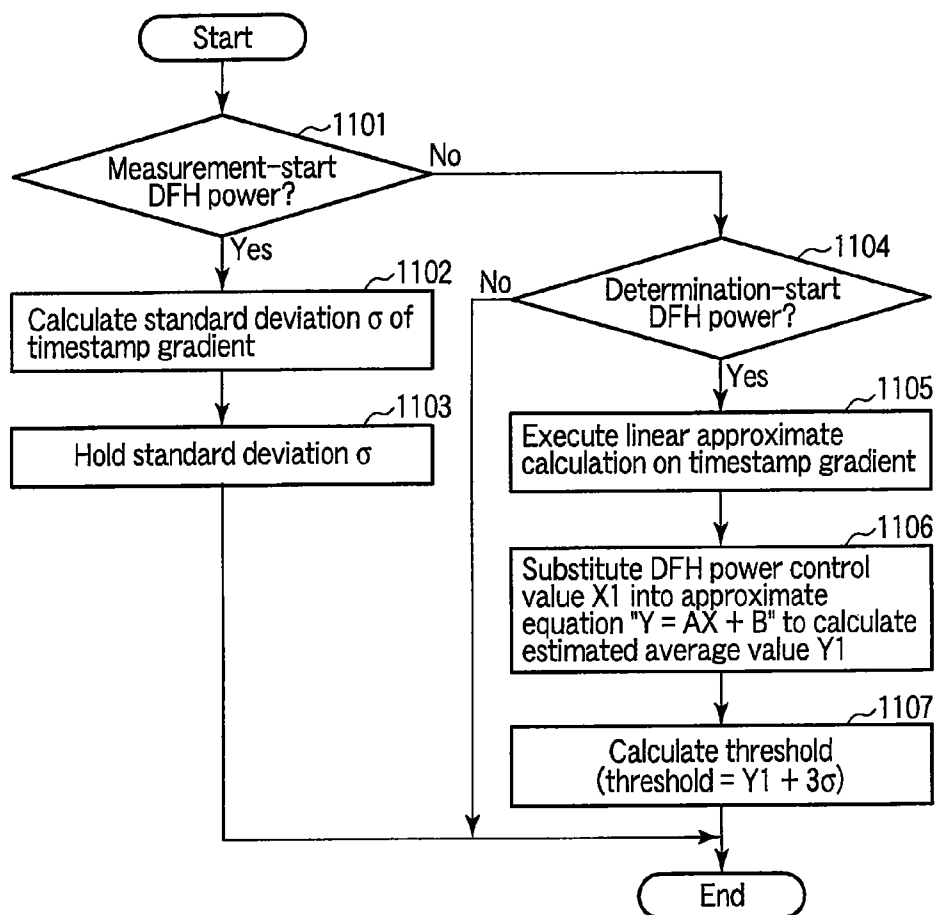 Start
1101
Measurement-start
DFH power?
No
Yes
1102
Calculate standard deviation σ of
timestamp gradient
1103
Hold standard deviation σ
1104
No
Determination-start
DFH power?
Yes
1105
Execute linear approximate
calculation on timestamp gradient
1106
Substitute DFH power control
value X1 into approximate
equation "Y = AX + B" to calculate
estimated average value Y1
1107
Calculate threshold
(threshold = Y1 + 3σ)
End